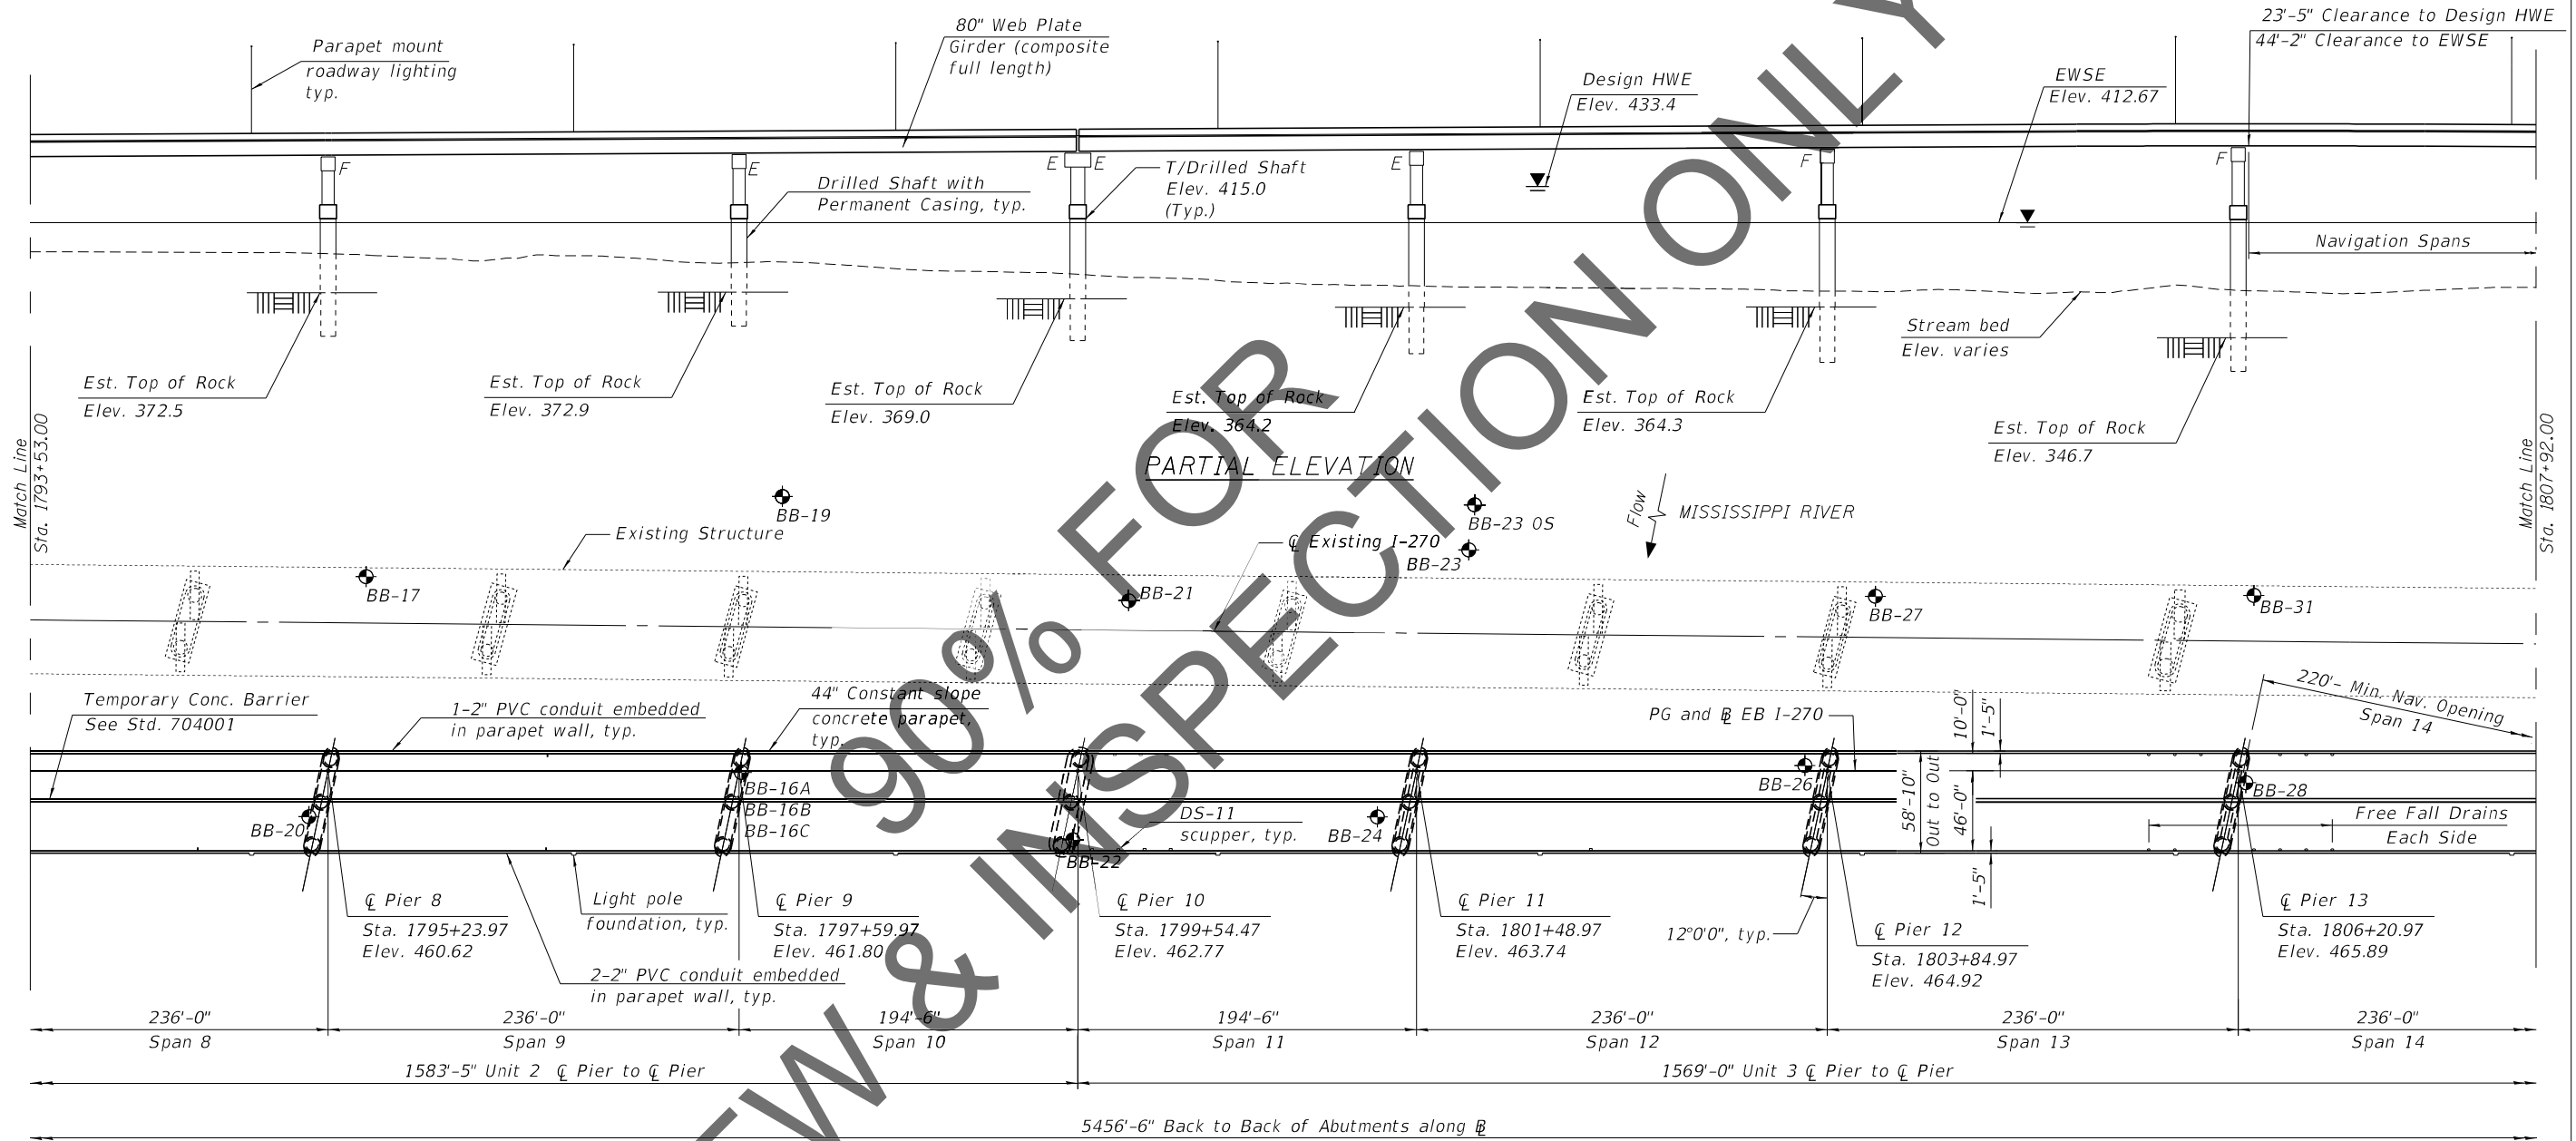 80" Web Plate
Girder (composite
full length)
Parapet mount
roadway lighting
typ.
23'-5" Clearance to Design HWE
44'-2" Clearance to EWSE
Design HWE
Elev. 433.4
EWSE
Elev. 412.67
F
E
E
E
E
F
F
T/Drilled Shaft
Elev. 415.0
(Typ.)
Drilled Shaft with
Permanent Casing, typ.
Navigation Spans
Stream bed
Elev. varies
Est. Top of Rock
Elev. 372.5
Est. Top of Rock
Elev. 372.9
Est. Top of Rock
Elev. 369.0
Est. Top of Rock
Elev. 364.2
Est. Top of Rock
Elev. 364.3
Est. Top of Rock
Elev. 346.7
PARTIAL ELEVATION
Match Line
Sta. 1793+53.00
Match Line
Sta. 1807+92.00
BB-19
BB-23 OS
Flow
MISSISSIPPI RIVER
Existing Structure
℄ Existing I-270
BB-23
BB-17
BB-21
BB-27
BB-31
Temporary Conc. Barrier
See Std. 704001
1-2" PVC conduit embedded
in parapet wall, typ.
44" Constant slope
concrete parapet,
typ.
PG and ⅊ EB I-270
10'-0"
1'-5"
220'- Min. Nav. Opening
Span 14
BB-16A
BB-16B
BB-16C
BB-20
BB-22
DS-11
scupper, typ.
BB-24
BB-26
58'-10"
Out to Out
46'-0"
1'-5"
BB-28
Free Fall Drains
Each Side
℄ Pier 8
Sta. 1795+23.97
Elev. 460.62
Light pole
foundation, typ.
2-2" PVC conduit embedded
in parapet wall, typ.
℄ Pier 9
Sta. 1797+59.97
Elev. 461.80
℄ Pier 10
Sta. 1799+54.47
Elev. 462.77
℄ Pier 11
Sta. 1801+48.97
Elev. 463.74
12°0'0", typ.
℄ Pier 12
Sta. 1803+84.97
Elev. 464.92
℄ Pier 13
Sta. 1806+20.97
Elev. 465.89
236'-0"
Span 8
236'-0"
Span 9
194'-6"
Span 10
194'-6"
Span 11
236'-0"
Span 12
236'-0"
Span 13
236'-0"
Span 14
1583'-5" Unit 2 ℄ Pier to ℄ Pier
1569'-0" Unit 3 ℄ Pier to ℄ Pier
5456'-6" Back to Back of Abutments along ⅊
90% FOR
& INSPECTION ONLY